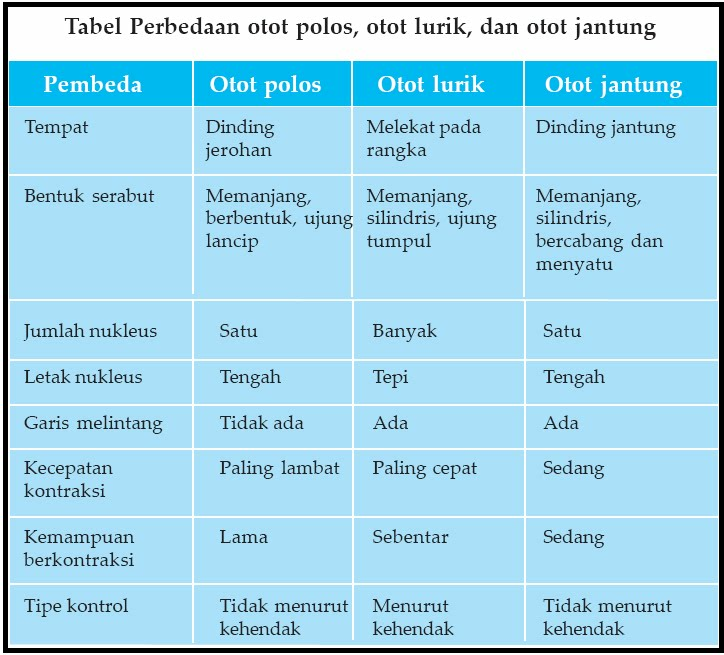 Tabel Perbedaan otot polos, otot lurik, dan otot jantung
Pembeda Otot polos Otot lurik Otot jantung
Tempat Dinding Melekat pada Dinding jantung
jerohan rangka
Bentuk serabut Memanjang, Memanjang, Memanjang,
berbentuk, ujung silindris, ujung silindris,
lancip tumpul bercabang dan
menyatu
Jumlah nukleus Satu Banyak Satu
Letak nukleus Tengah Tepi Tengah
Garis melintang Tidak ada Ada Ada
Kecepatan Paling lambat Paling cepat Sedang
kontraksi
Kemampuan Lama Sebentar Sedang
berkontraksi
Tipe kontrol Tidak menurut Menurut Tidak menurut
kehendak kehendak kehendak